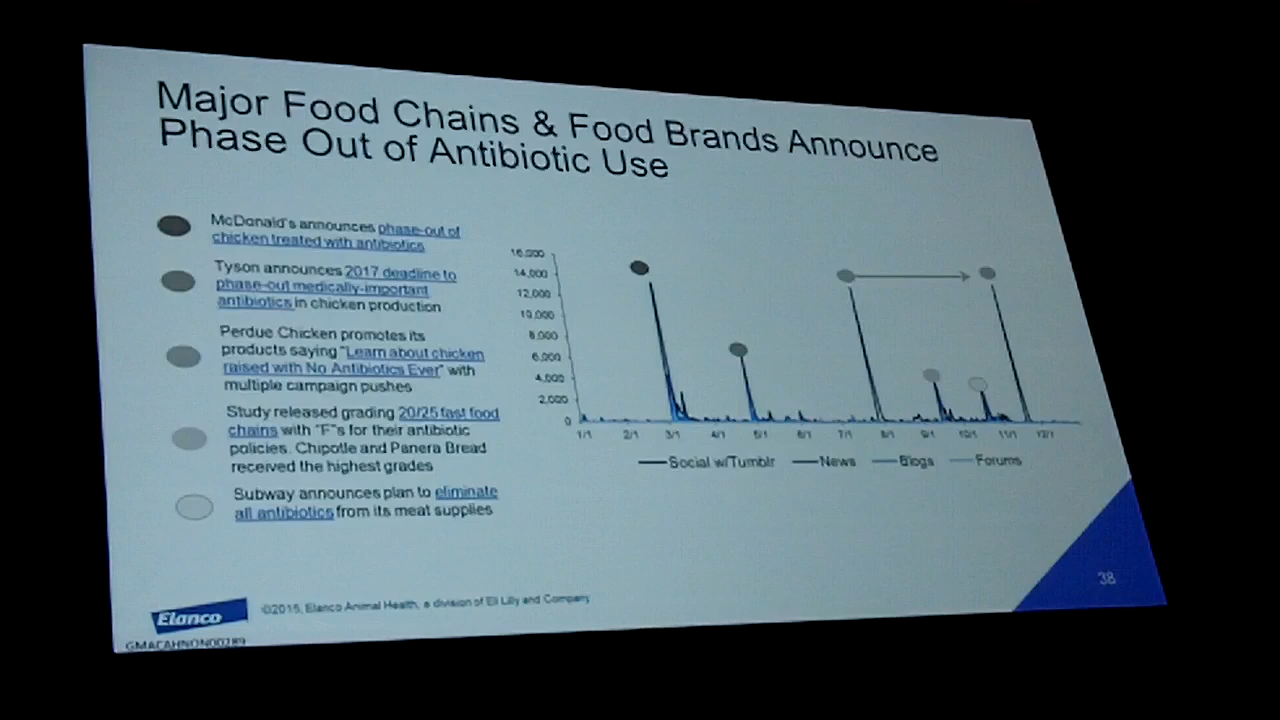 Major Food Chains & Food Brands Announce
Phase Out of Antibiotic Use
McDonald's announces phase-out of
chicken treated with antibiotics
Tyson announces 2017 deadline to
phase-out medically-important
antibiotics in chicken production
Perdue Chicken promotes its
products saying "Learn about chicken
raised with No Antibiotics Ever" with
multiple campaign pushes
Study released grading 20/25 fast food
chains with "F"s for their antibiotic
policies. Chipotle and Panera Bread
received the highest grades
Subway announces plan to eliminate
all antibiotics from its meat supplies
16,000
14,000
12,000
10,000
8,000
6,000
4,000
2,000
0
1/1 2/1 3/1 4/1 5/1 6/1 7/1 8/1 9/1 10/1 11/1 12/1
Social w/Tumblr News Blogs Forums
38
Elanco
©2015, Elanco Animal Health, a division of Eli Lilly and Company
GMACAHNON00289